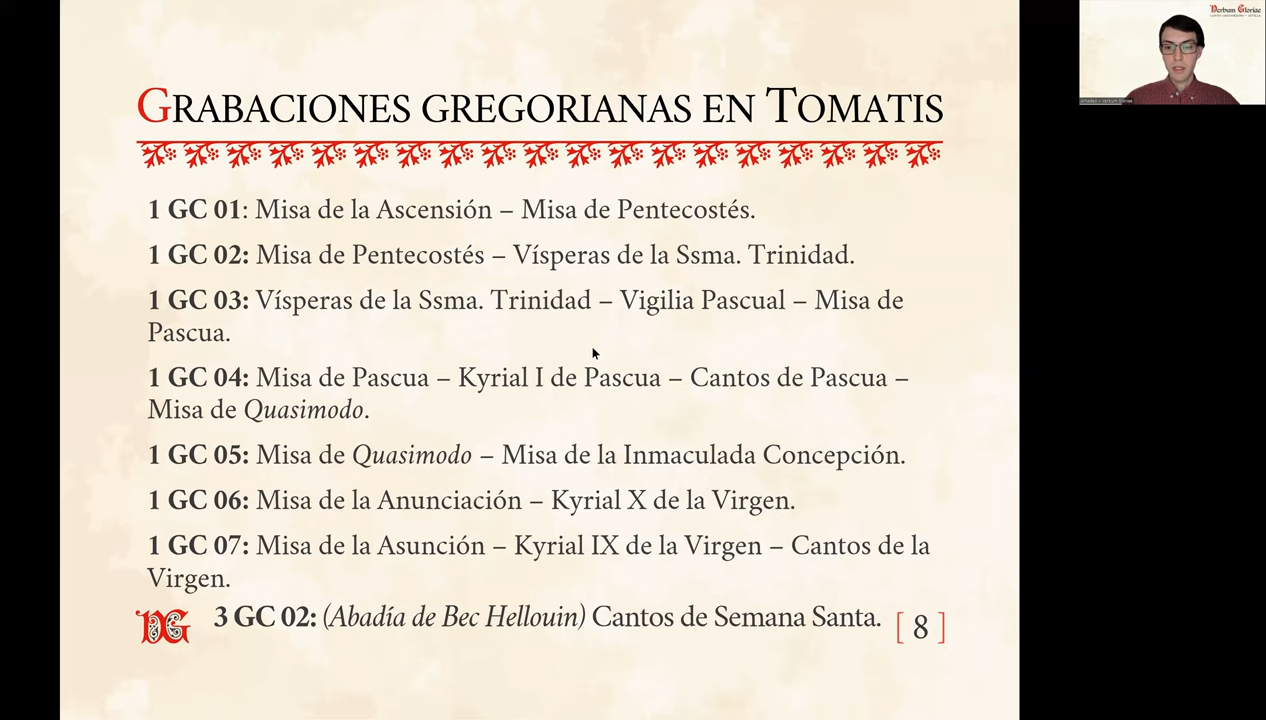 GRABACIONES GREGORIANAS EN TOMATIS
1 GC 01: Misa de la Ascensión – Misa de Pentecostés.
1 GC 02: Misa de Pentecostés – Vísperas de la Ssma. Trinidad.
1 GC 03: Vísperas de la Ssma. Trinidad – Vigilia Pascual – Misa de
Pascua.
1 GC 04: Misa de Pascua – Kyrial I de Pascua – Cantos de Pascua –
Misa de Quasimodo.
1 GC 05: Misa de Quasimodo – Misa de la Inmaculada Concepción.
1 GC 06: Misa de la Anunciación – Kyrial X de la Virgen.
1 GC 07: Misa de la Asunción – Kyrial IX de la Virgen – Cantos de la
Virgen.
3 GC 02: (Abadía de Bec Hellouin) Cantos de Semana Santa.
VG
[ 8 ]
Verbum Gloriae
CANTO GREGORIANO – SEVILLA